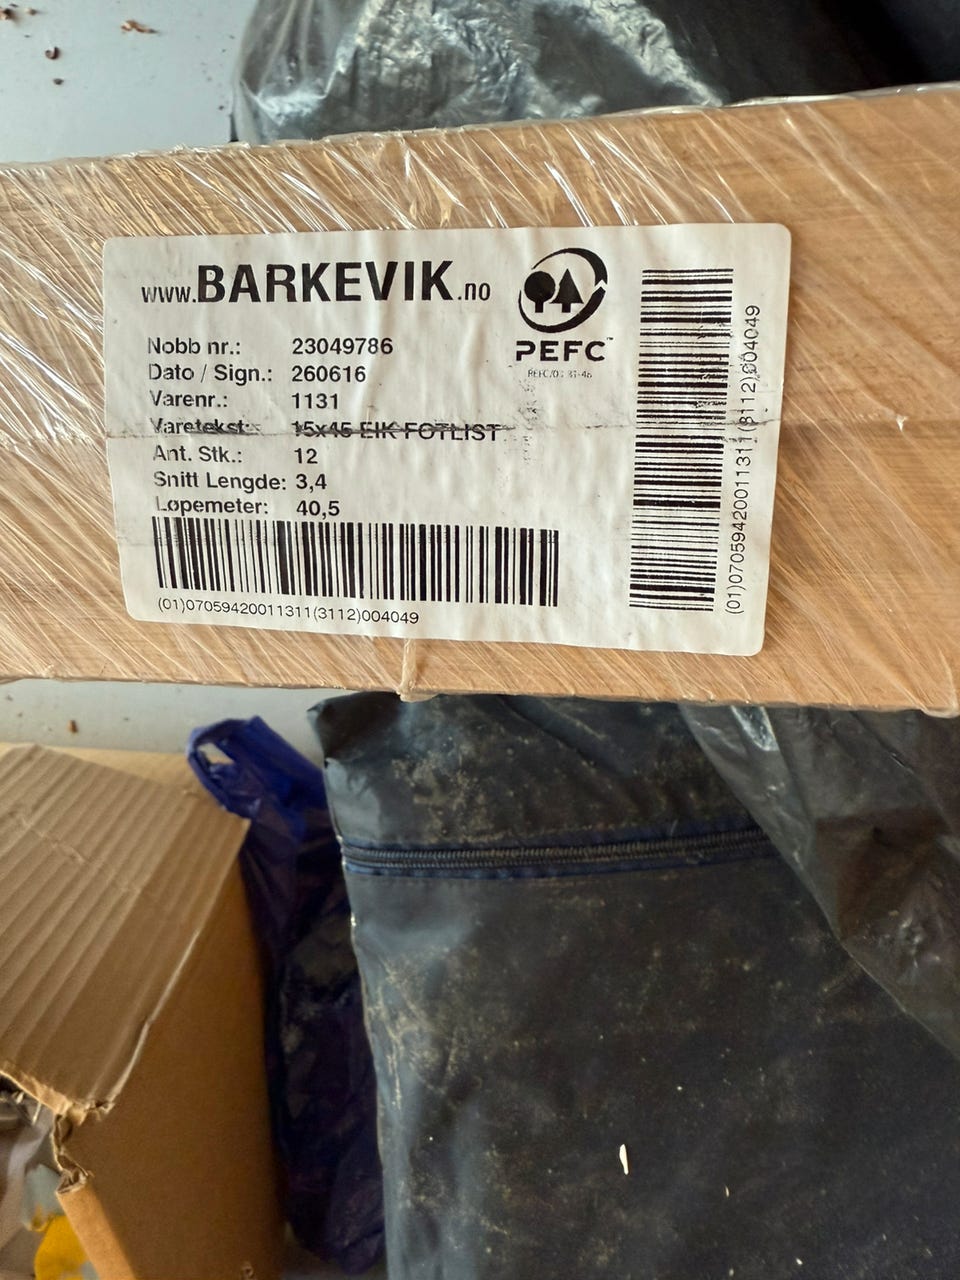 www.BARKEVIK.no
PEFC™
Nobb nr.: 23049786
Dato / Sign.: 260616
Varenr.: 1131
Varetekst: 15x45 EIK FOTLIST
Ant. Stk.: 12
Snitt Lengde: 3,4
Løpemeter: 40,5
(01)07059420011311(3112)004049
(01)07059420011311(3112)004049